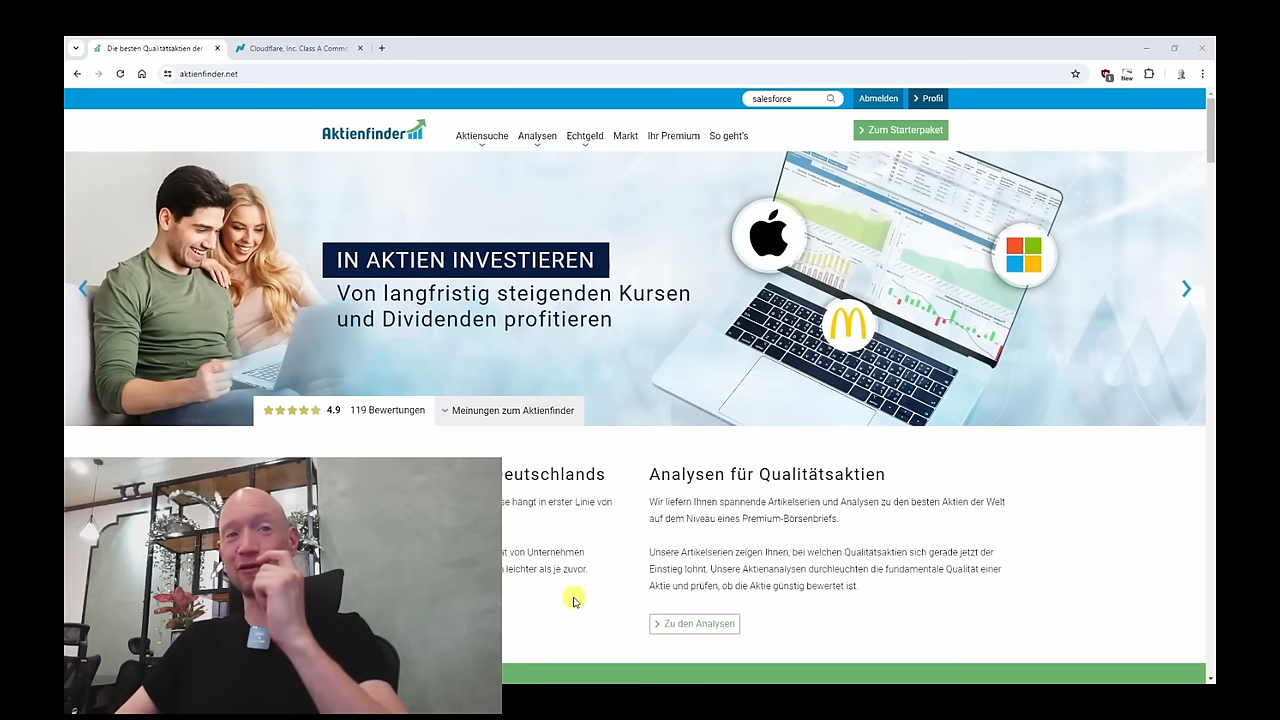 Die besten Qualitätsaktien der
Cloudflare, Inc. Class A Commo
aktienfinder.net
New
salesforce
Abmelden
Profil
Aktienfinder
Aktiensuche
Analysen
Echtgeld
Markt
Ihr Premium
So geht's
Zum Starterpaket
IN AKTIEN INVESTIEREN
Von langfristig steigenden Kursen
und Dividenden profitieren
4.9 119 Bewertungen
Meinungen zum Aktienfinder
eutschlands
se hängt in erster Linie von
ät von Unternehmen
n leichter als je zuvor.
Analysen für Qualitätsaktien
Wir liefern Ihnen spannende Artikelserien und Analysen zu den besten Aktien der Welt
auf dem Niveau eines Premium-Börsenbriefs.
Unsere Artikelserien zeigen Ihnen, bei welchen Qualitätsaktien sich gerade jetzt der
Einstieg lohnt. Unsere Aktienanalysen durchleuchten die fundamentale Qualität einer
Aktie und prüfen, ob die Aktie günstig bewertet ist.
Zu den Analysen